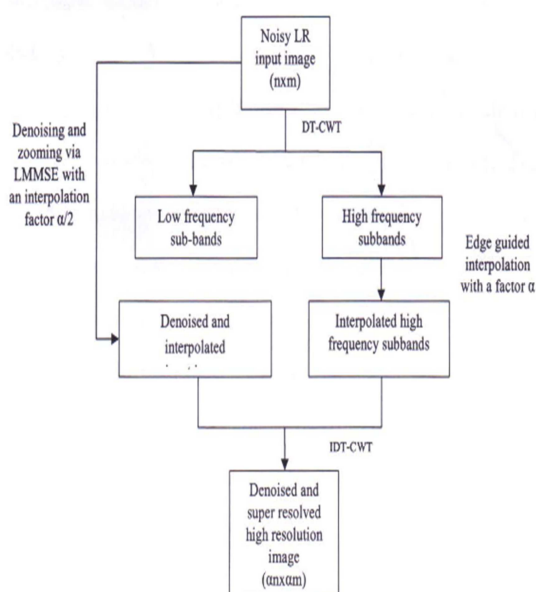 Noisy LR
input image
(nxm)
DT-CWT
Denoising and
zooming via
LMMSE with
an interpolation
factor α/2
Low frequency
sub-bands
High frequency
subbands
Edge guided
interpolation
with a factor α
Denoised and
interpolated
Interpolated high
frequency subbands
IDT-CWT
Denoised and
super resolved
high resolution
image
(αnxαm)